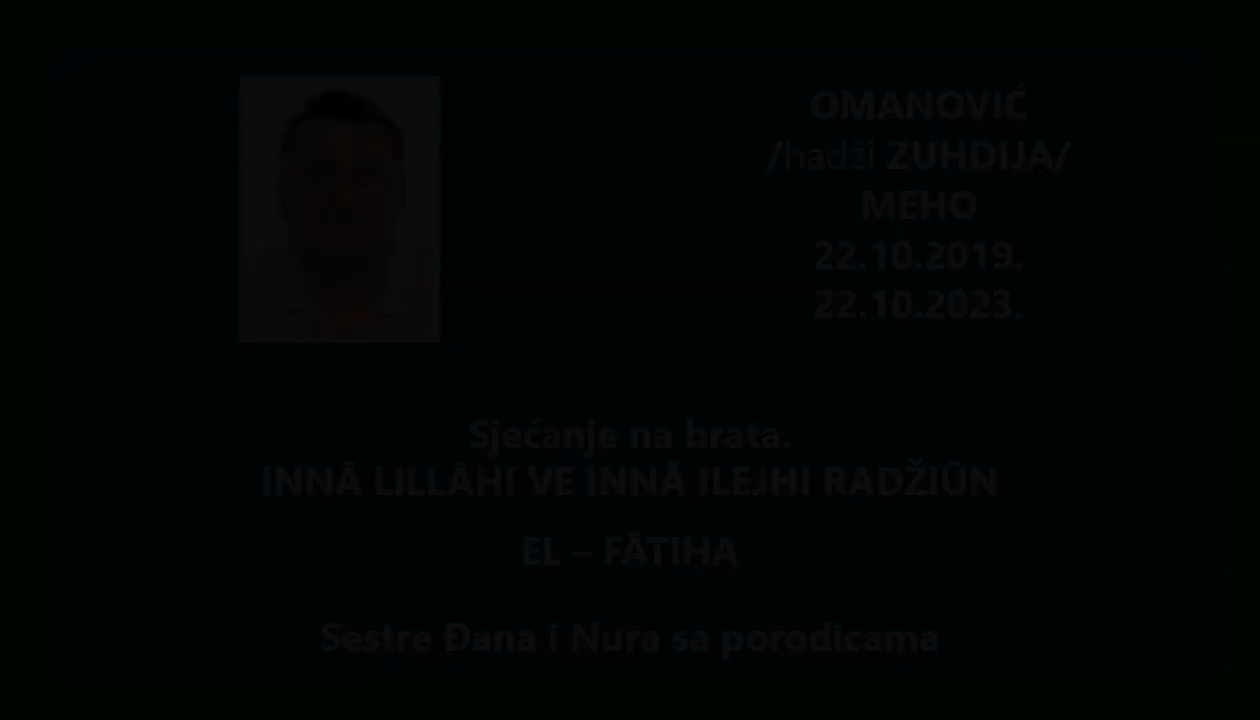 OMANOVIĆ
/hadži ZUHDIJA/
MEHO
22.10.2019.
22.10.2023.
Sjećanje na brata.
INNĀ LILLĀHI VE INNĀ ILEJHI RADŽIŪN
EL – FĀTIHA
Sestre Đana i Nura sa porodicama